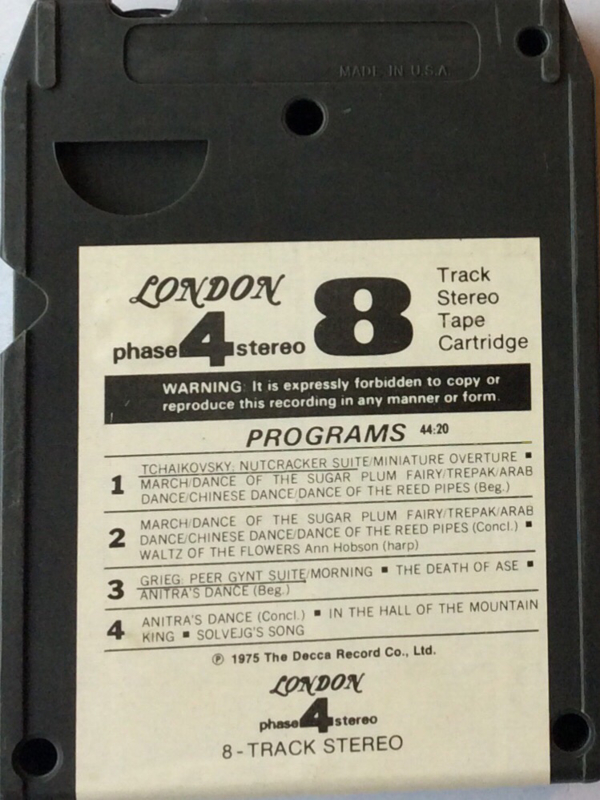 MADE IN U.S.A.
LONDON
phase 4 stereo
8
Track
Stereo
Tape
Cartridge
WARNING: It is expressly forbidden to copy or
reproduce this recording in any manner or form.
PROGRAMS 44:20
1
TCHAIKOVSKY: NUTCRACKER SUITE/MINIATURE OVERTURE ■
MARCH/DANCE OF THE SUGAR PLUM FAIRY/TREPAK/ARAB
DANCE/CHINESE DANCE/DANCE OF THE REED PIPES (Beg.)
2
MARCH/DANCE OF THE SUGAR PLUM FAIRY/TREPAK/ARAB
DANCE/CHINESE DANCE/DANCE OF THE REED PIPES (Concl.) ■
WALTZ OF THE FLOWERS Ann Hobson (harp)
3
GRIEG: PEER GYNT SUITE/MORNING ■ THE DEATH OF ASE ■
ANITRA'S DANCE (Beg.)
4
ANITRA'S DANCE (Concl.) ■ IN THE HALL OF THE MOUNTAIN
KING ■ SOLVEJG'S SONG
℗ 1975 The Decca Record Co., Ltd.
LONDON
phase 4 stereo
8-TRACK STEREO